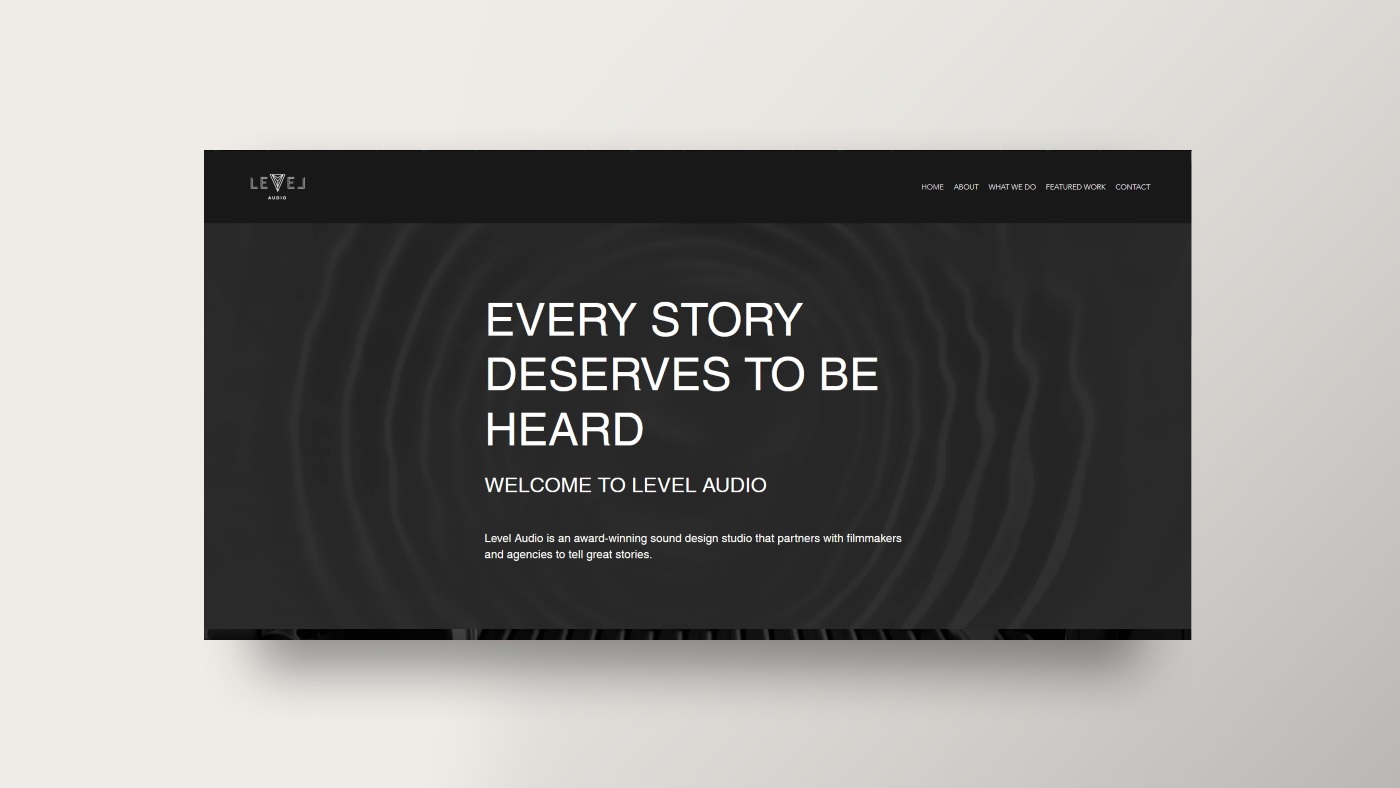 LEVEL
AUDIO
HOME ABOUT WHAT WE DO FEATURED WORK CONTACT
EVERY STORY
DESERVES TO BE
HEARD
WELCOME TO LEVEL AUDIO
Level Audio is an award-winning sound design studio that partners with filmmakers
and agencies to tell great stories.